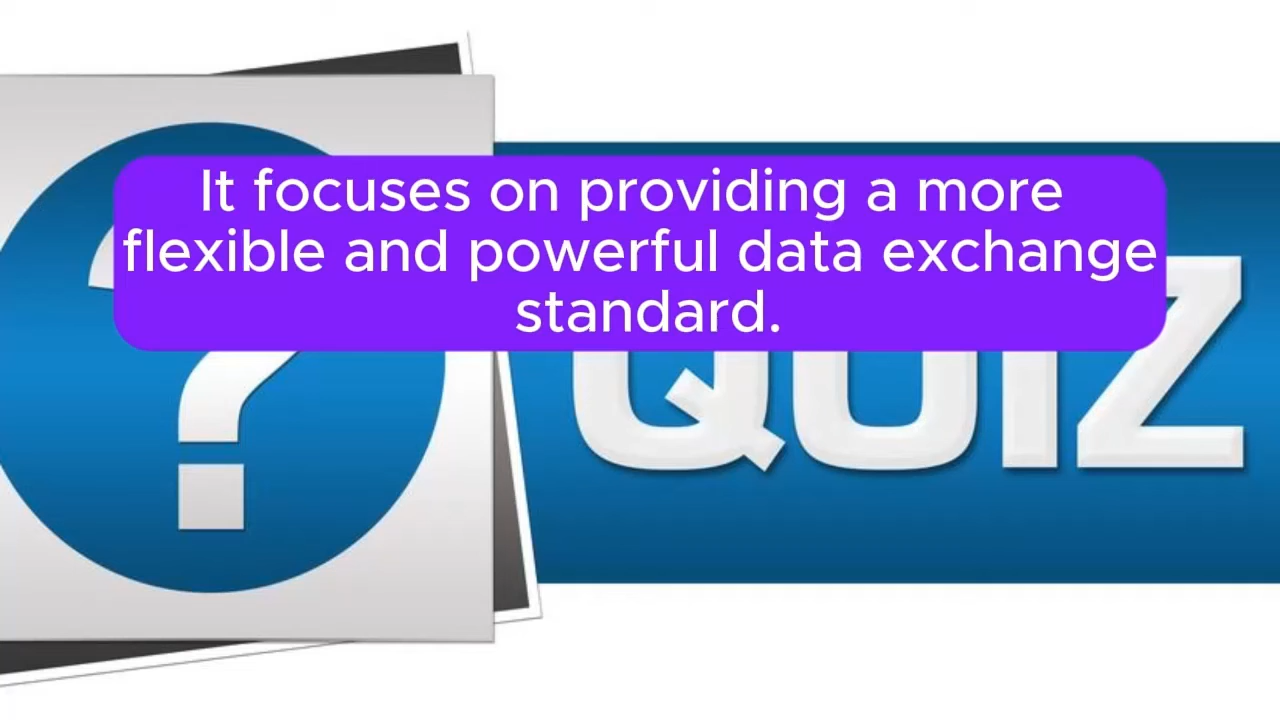 It focuses on providing a more
flexible and powerful data exchange
standard.
?
QUIZ